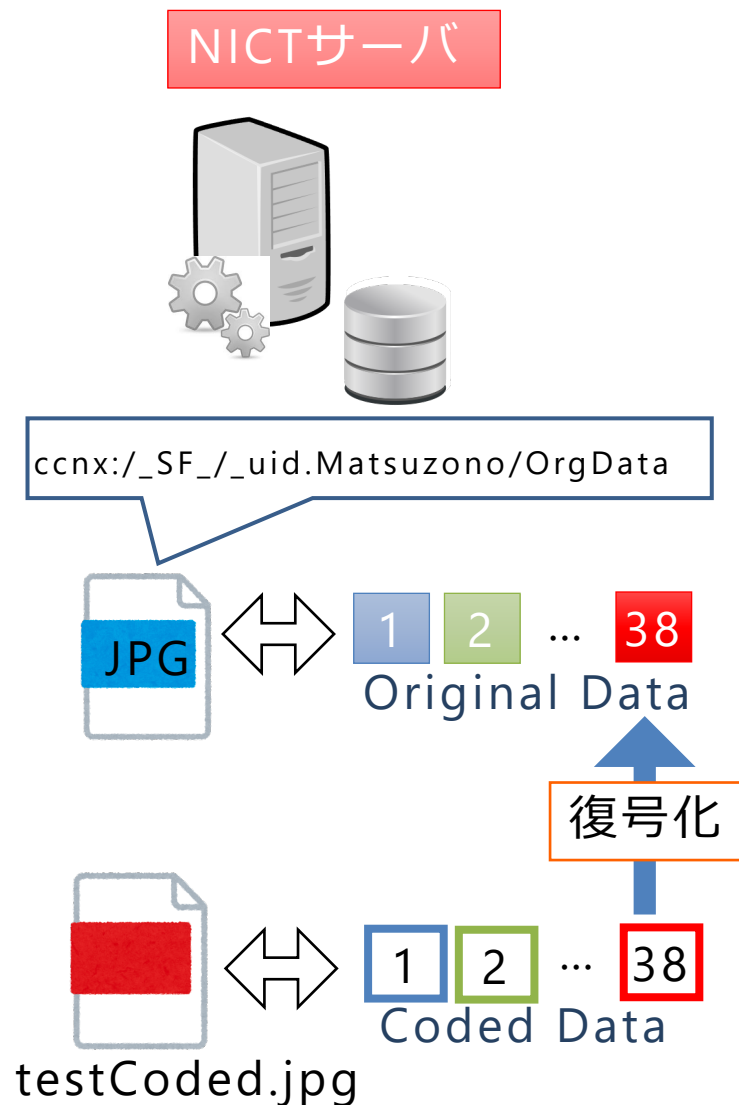 NICTサーバ
ccnx:/_SF_/_uid.Matsuzono/OrgData
JPG
1 2 … 38
Original Data
復号化
1 2 … 38
Coded Data
testCoded.jpg